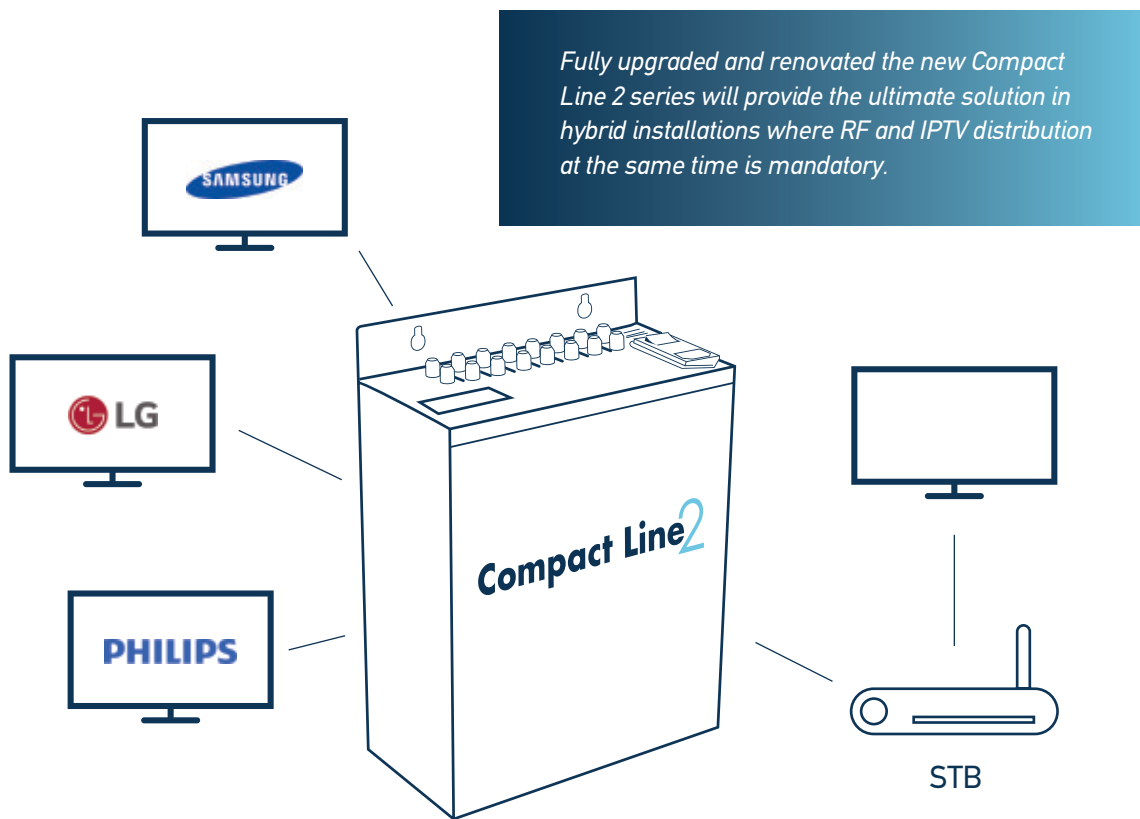 Fully upgraded and renovated the new Compact
Line 2 series will provide the ultimate solution in
hybrid installations where RF and IPTV distribution
at the same time is mandatory.
SAMSUNG
LG
PHILIPS
Compact Line2
STB